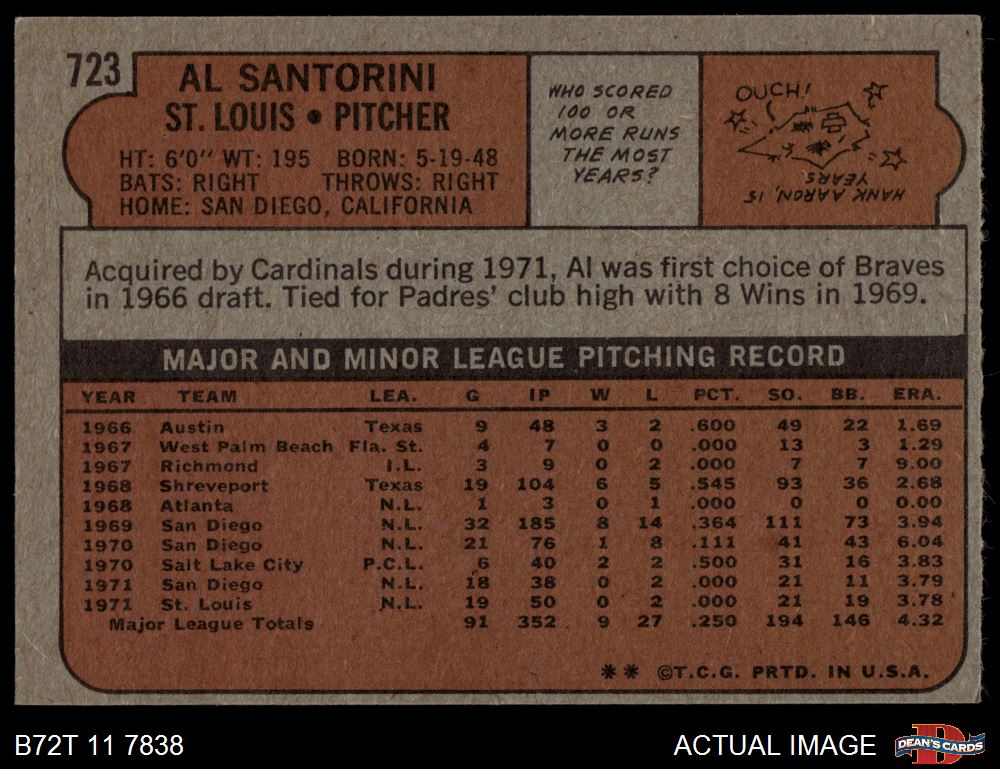 723
AL SANTORINI
ST. LOUIS • PITCHER
HT: 6'0" WT: 195 BORN: 5-19-48
BATS: RIGHT THROWS: RIGHT
HOME: SAN DIEGO, CALIFORNIA
WHO SCORED
100 OR
MORE RUNS
THE MOST
YEARS?
OUCH!
HANK AARON, 15
YEARS
Acquired by Cardinals during 1971, Al was first choice of Braves
in 1966 draft. Tied for Padres' club high with 8 Wins in 1969.
MAJOR AND MINOR LEAGUE PITCHING RECORD
YEAR TEAM LEA. G IP W L PCT. SO. BB. ERA.
1966 Austin Texas 9 48 3 2 .600 49 22 1.69
1967 West Palm Beach Fla. St. 4 7 0 0 .000 13 3 1.29
1967 Richmond I.L. 3 9 0 2 .000 7 7 9.00
1968 Shreveport Texas 19 104 6 5 .545 93 36 2.68
1968 Atlanta N.L. 1 3 0 1 .000 0 0 0.00
1969 San Diego N.L. 32 185 8 14 .364 111 73 3.94
1970 San Diego N.L. 21 76 1 8 .111 41 43 6.04
1970 Salt Lake City P.C.L. 6 40 2 2 .500 31 16 3.83
1971 San Diego N.L. 18 38 0 2 .000 21 11 3.79
1971 St. Louis N.L. 19 50 0 2 .000 21 19 3.78
Major League Totals 91 352 9 27 .250 194 146 4.32
** ©T.C.G. PRTD. IN U.S.A.
B72T 11 7838
ACTUAL IMAGE
DEAN'S CARDS